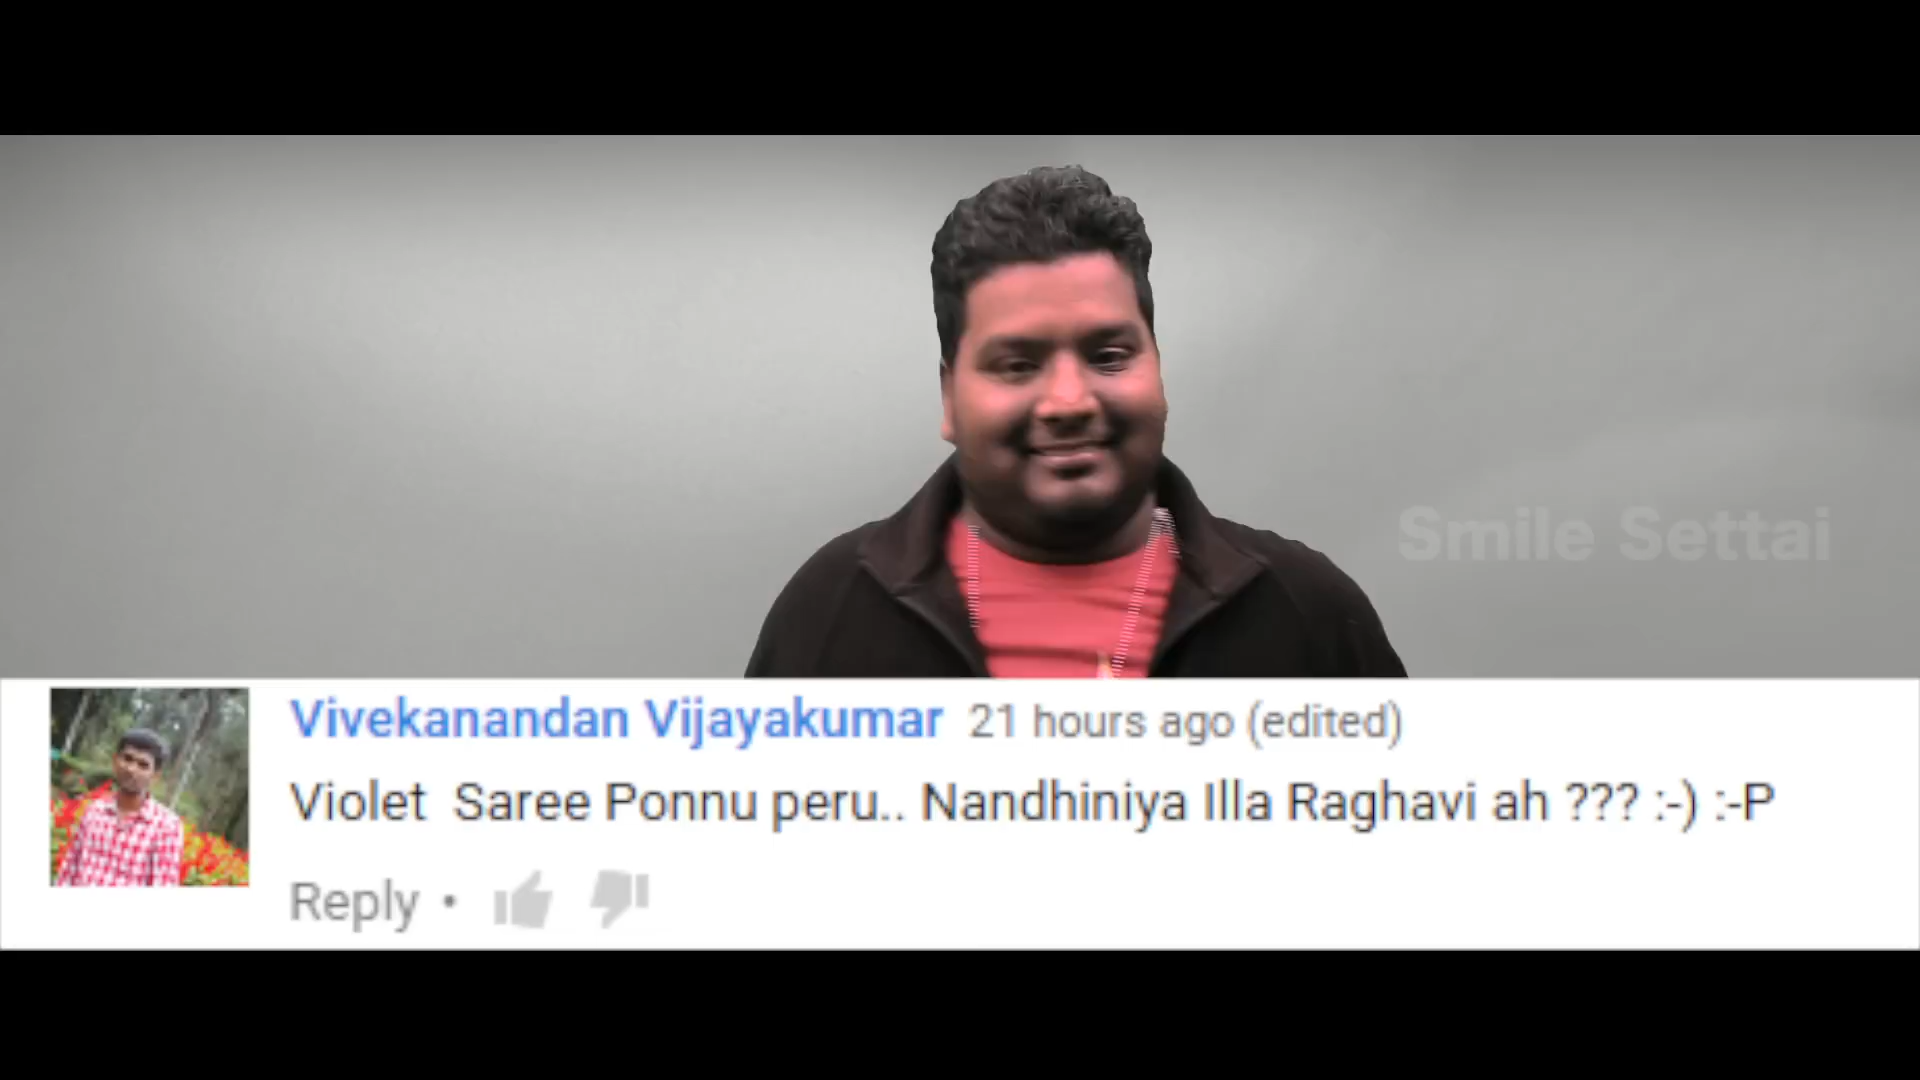 Smile Settai
Vivekanandan Vijayakumar 21 hours ago (edited)
Violet Saree Ponnu peru.. Nandhiniya Illa Raghavi ah ??? :-) :-P
Reply •